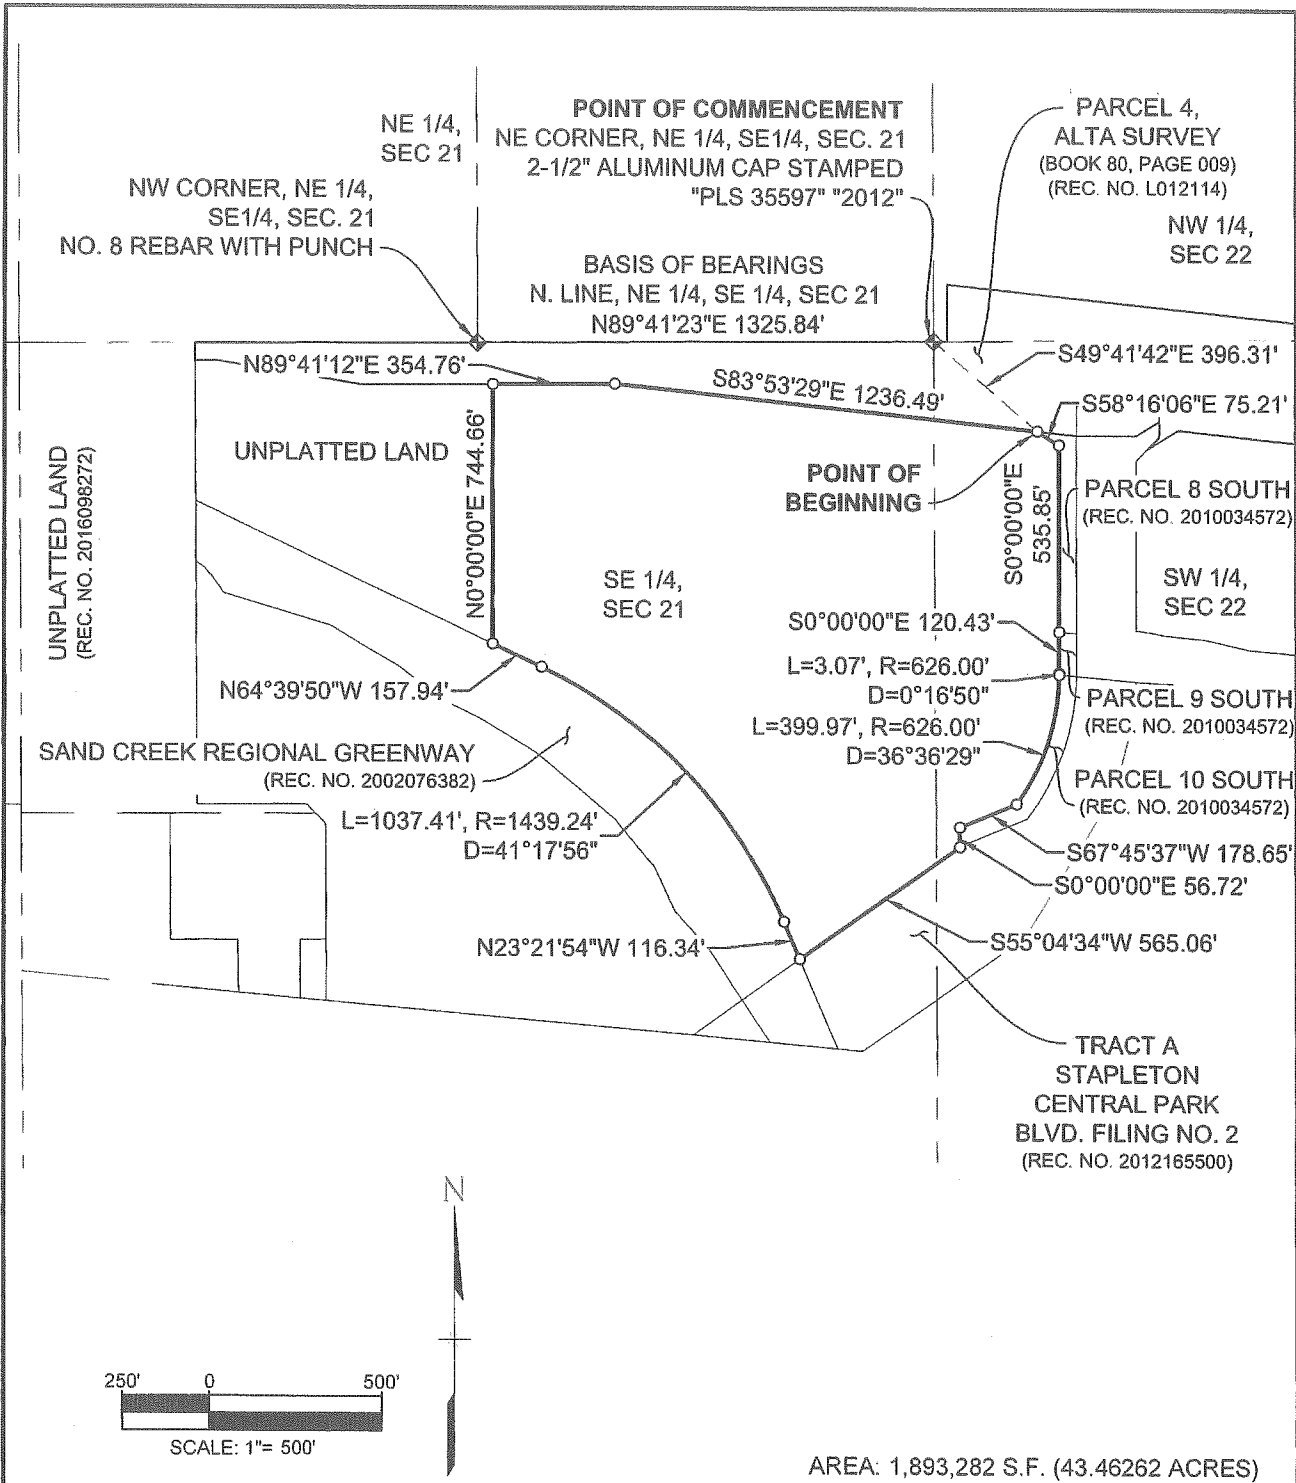 NE 1/4,
SEC 21
POINT OF COMMENCEMENT
NE CORNER, NE 1/4, SE1/4, SEC. 21
2-1/2" ALUMINUM CAP STAMPED
"PLS 35597" "2012"
PARCEL 4,
ALTA SURVEY
(BOOK 80, PAGE 009)
(REC. NO. L012114)
NW 1/4,
SEC 22
NW CORNER, NE 1/4,
SE1/4, SEC. 21
NO. 8 REBAR WITH PUNCH
BASIS OF BEARINGS
N. LINE, NE 1/4, SE 1/4, SEC 21
N89°41'23"E 1325.84'
N89°41'12"E 354.76'
S83°53'29"E 1236.49'
S49°41'42"E 396.31'
S58°16'06"E 75.21'
UNPLATTED LAND
(REC. NO. 2016098272)
UNPLATTED LAND
N0°00'00"E 744.66'
POINT OF
BEGINNING
S0°00'00"E
535.85'
PARCEL 8 SOUTH
(REC. NO. 2010034572)
SE 1/4,
SEC 21
SW 1/4,
SEC 22
S0°00'00"E 120.43'
L=3.07', R=626.00'
D=0°16'50"
N64°39'50"W 157.94'
PARCEL 9 SOUTH
(REC. NO. 2010034572)
L=399.97', R=626.00'
D=36°36'29"
SAND CREEK REGIONAL GREENWAY
(REC. NO. 2002076382)
PARCEL 10 SOUTH
(REC. NO. 2010034572)
L=1037.41', R=1439.24'
D=41°17'56"
S67°45'37"W 178.65'
S0°00'00"E 56.72'
N23°21'54"W 116.34'
S55°04'34"W 565.06'
TRACT A
STAPLETON
CENTRAL PARK
BLVD. FILING NO. 2
(REC. NO. 2012165500)
N
250' 0 500'
SCALE: 1"= 500'
AREA: 1,893,282 S.F. (43.46262 ACRES)